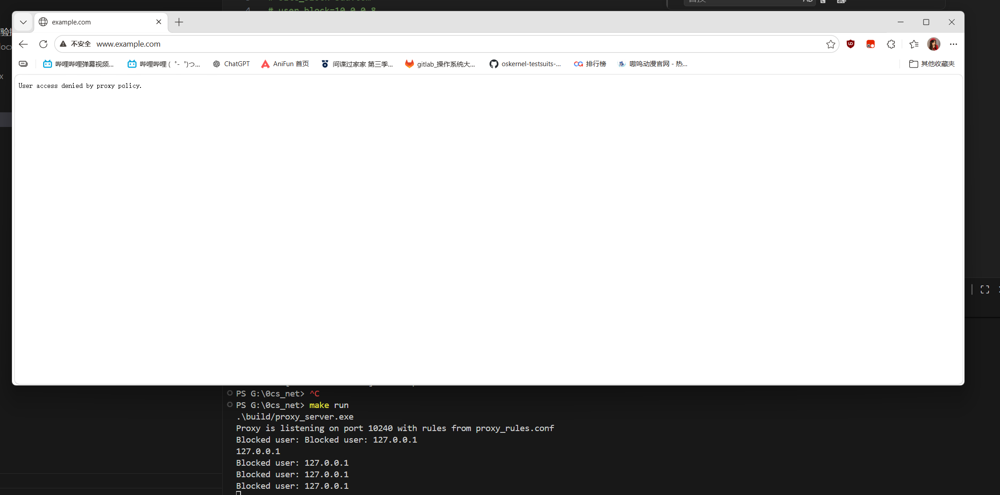 # user_block=10.0.0.8
example.com
不安全 www.example.com
哔哩哔哩弹幕视频... 哔哩哔哩 ( ゜- ゜)つ... ChatGPT AniFun 首页 间谍过家家 第三季... gitlab_操作系统大... oskernel-testsuits-... 排行榜 嗷呜动漫官网 - 热... 其他收藏夹
User access denied by proxy policy.
PS G:\0cs_net> ^C
PS G:\0cs_net> make run
.\build/proxy_server.exe
Proxy is listening on port 10240 with rules from proxy_rules.conf
Blocked user: Blocked user: 127.0.0.1
127.0.0.1
Blocked user: 127.0.0.1
Blocked user: 127.0.0.1
Blocked user: 127.0.0.1